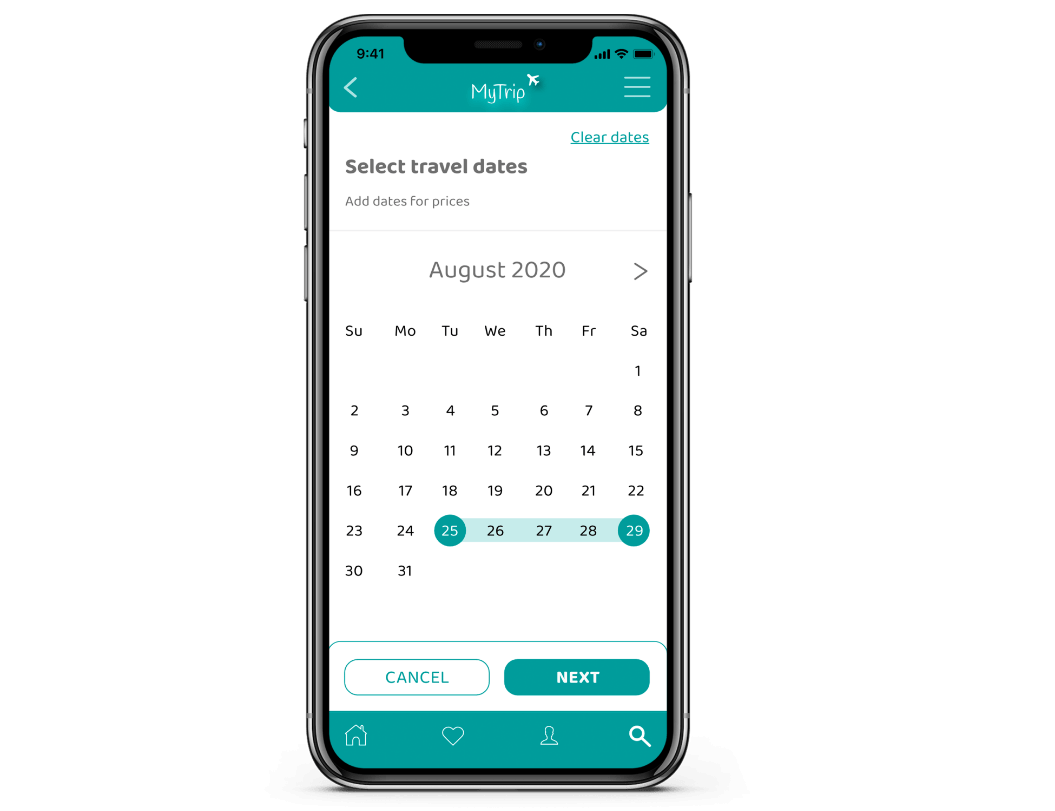 9:41
MyTrip
Clear dates
Select travel dates
Add dates for prices
August 2020
Su Mo Tu We Th Fr Sa
1
2 3 4 5 6 7 8
9 10 11 12 13 14 15
16 17 18 19 20 21 22
23 24 25 26 27 28 29
30 31
CANCEL NEXT